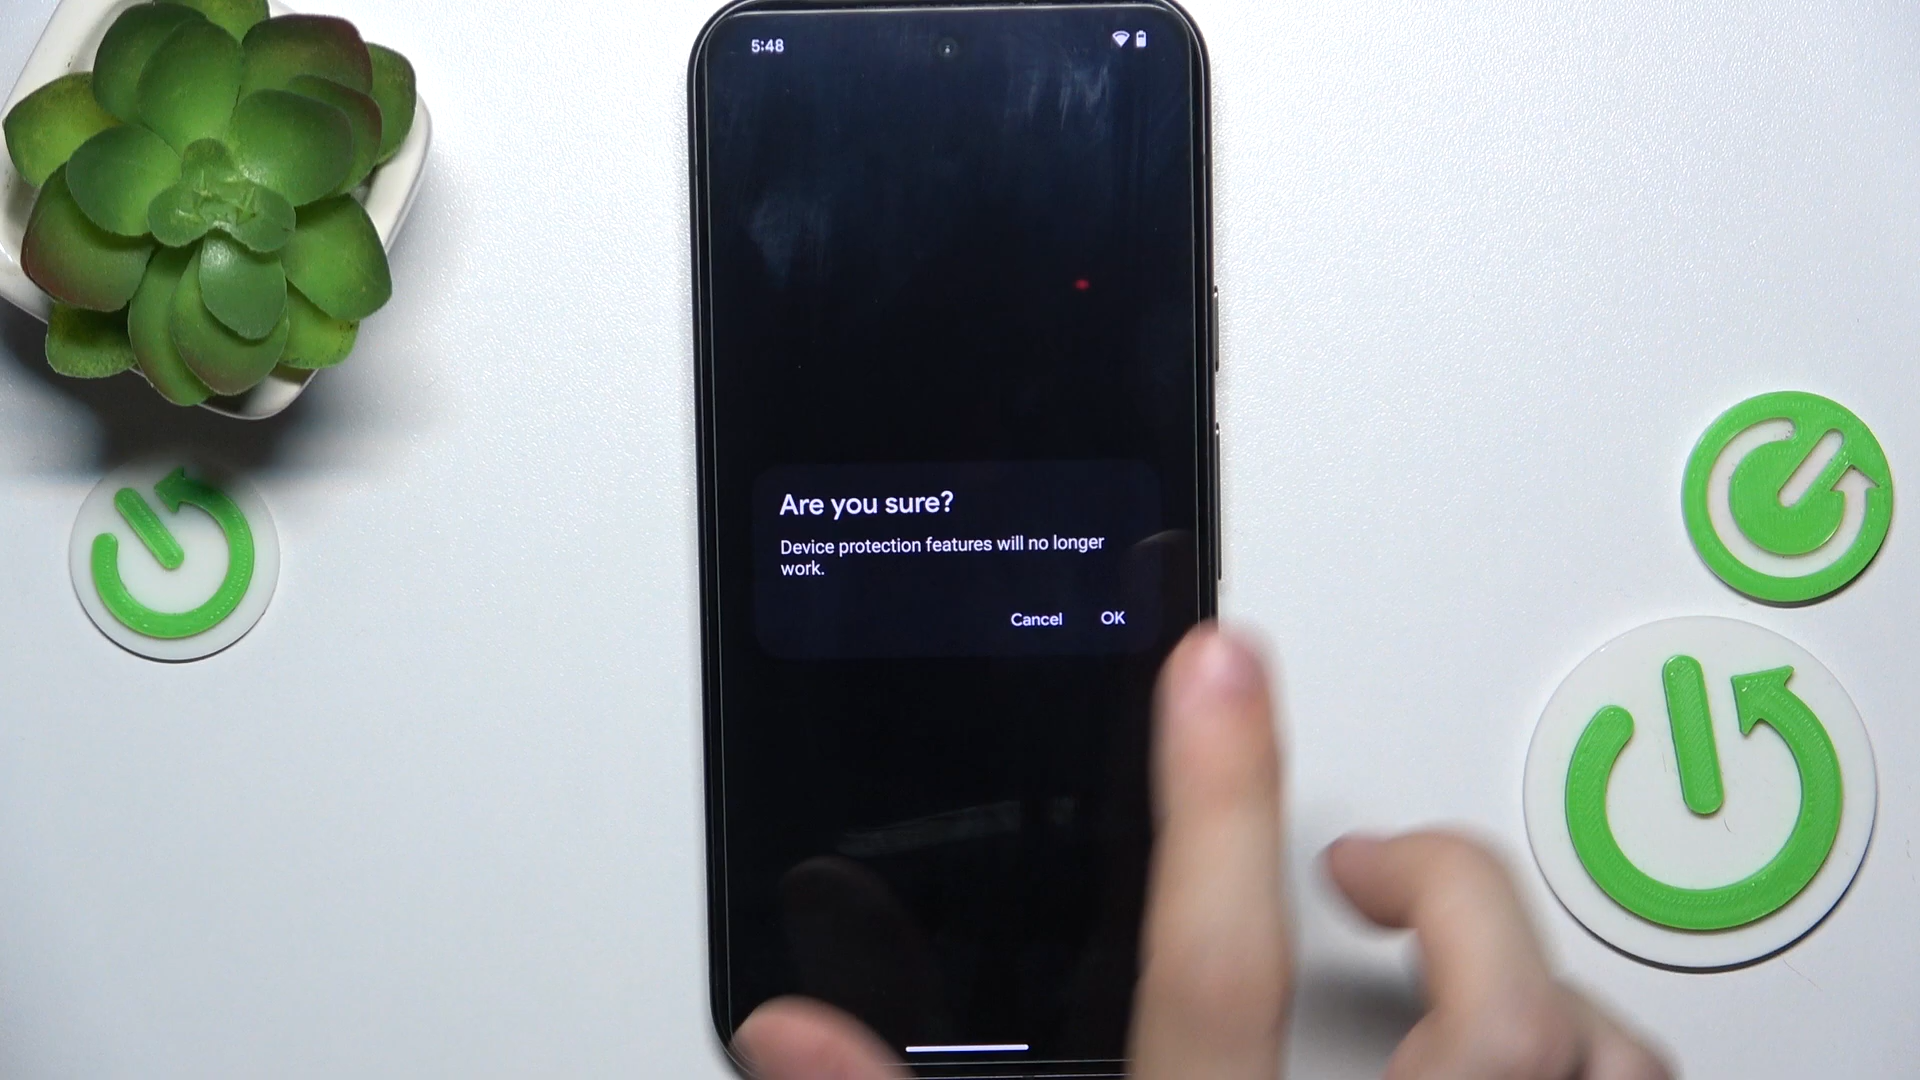 5:48
Are you sure?
Device protection features will no longer
work.
Cancel OK